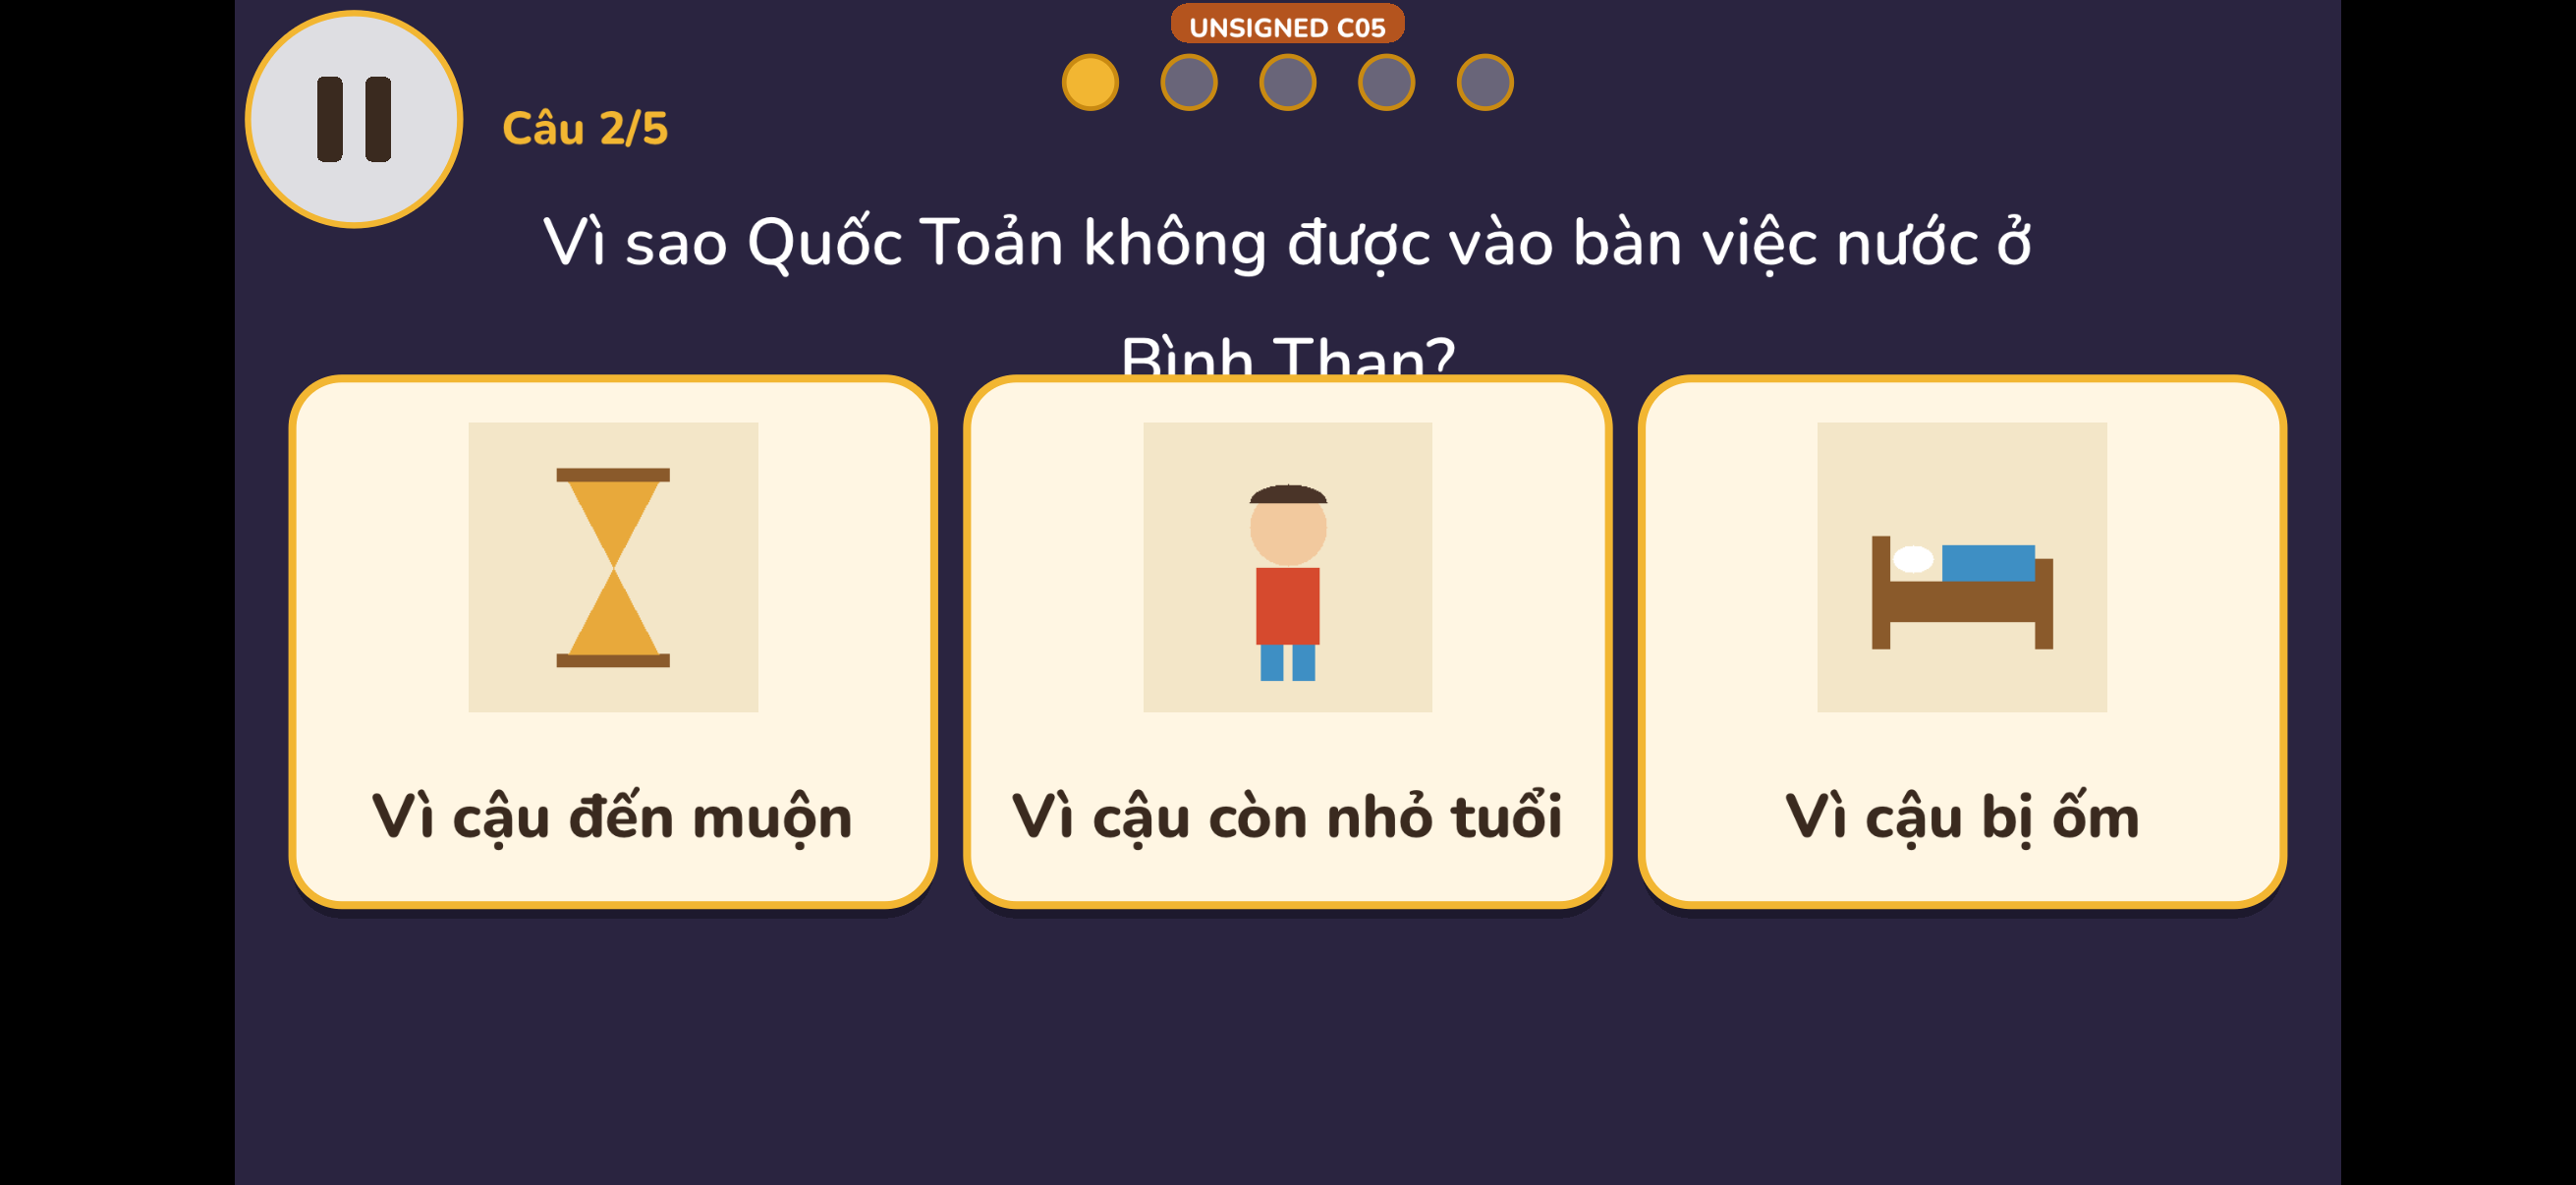 UNSIGNED C05
Câu 2/5
Vì sao Quốc Toản không được vào bàn việc nước ở
Bình Than?
Vì cậu đến muộn
Vì cậu còn nhỏ tuổi
Vì cậu bị ốm